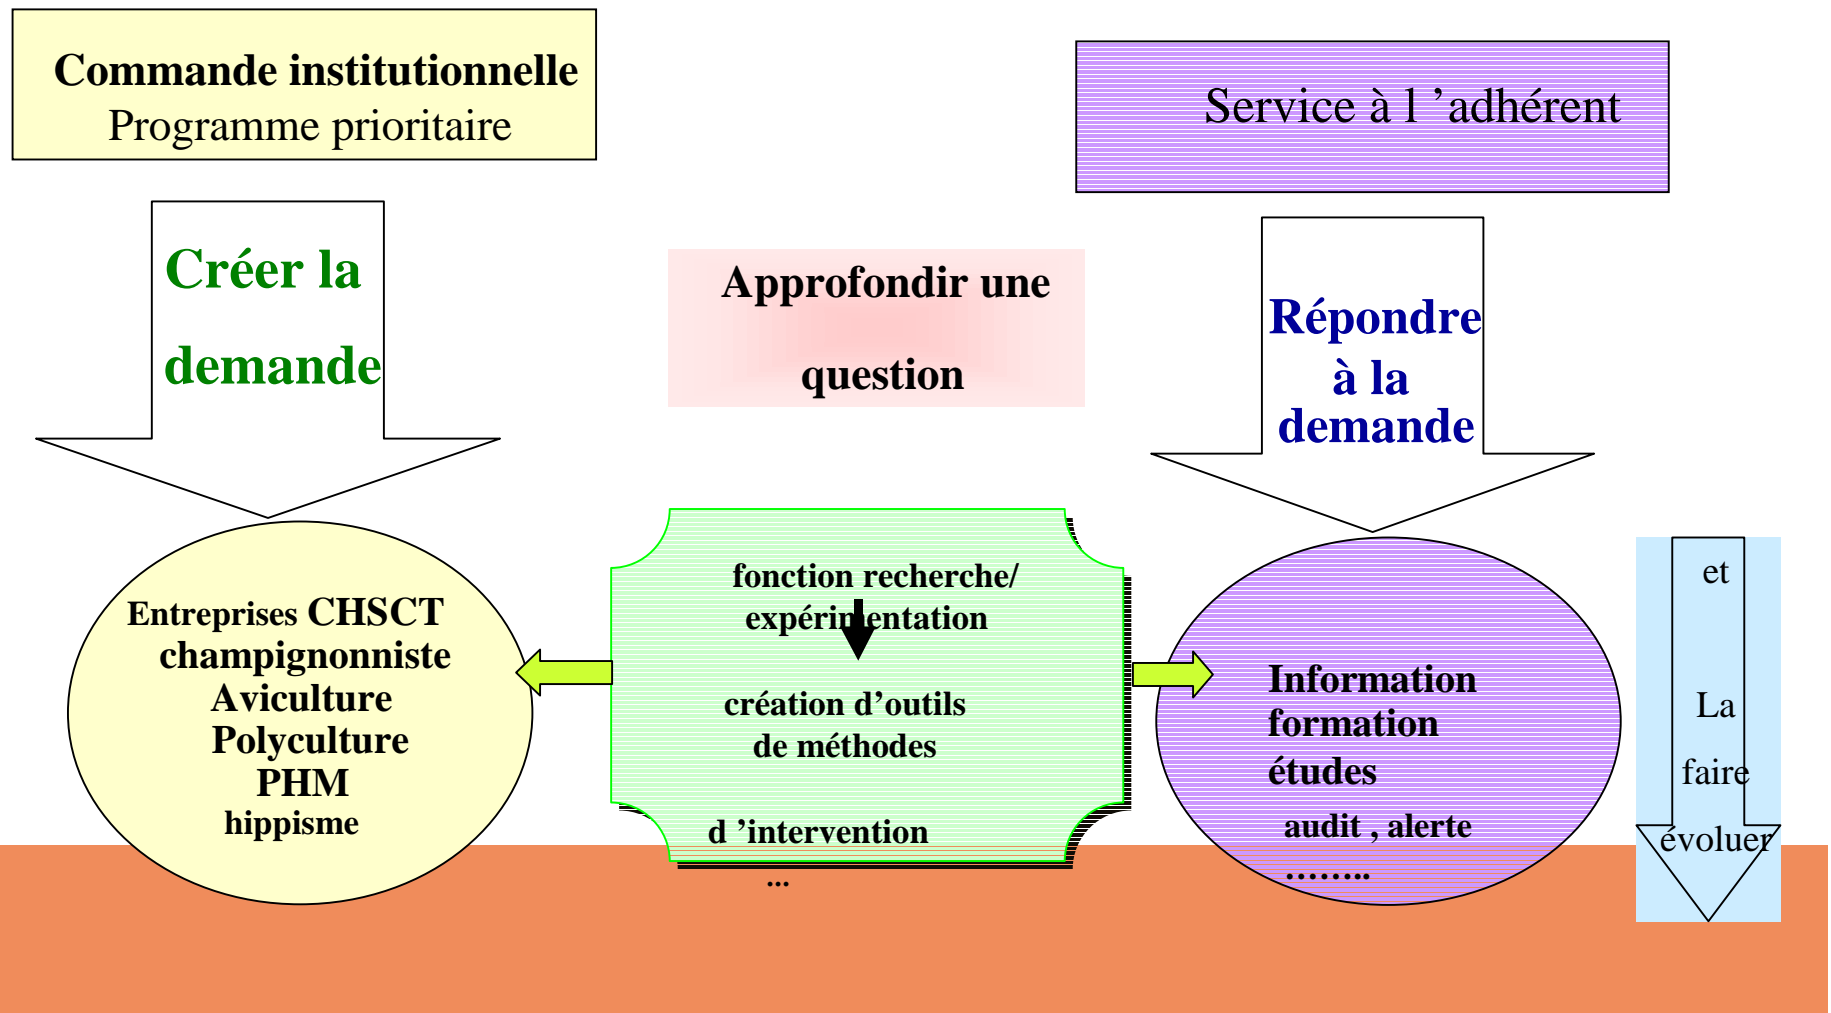 Commande institutionnelle
Programme prioritaire
Service à l ’adhérent
Créer la
demande
Approfondir une
question
Répondre
à la
demande
Entreprises CHSCT
champignonniste
Aviculture
Polyculture
PHM
hippisme
fonction recherche/
expérimentation
création d’outils
de méthodes
d ’intervention
...
Information
formation
études
audit , alerte
……..
et
La
faire
évoluer